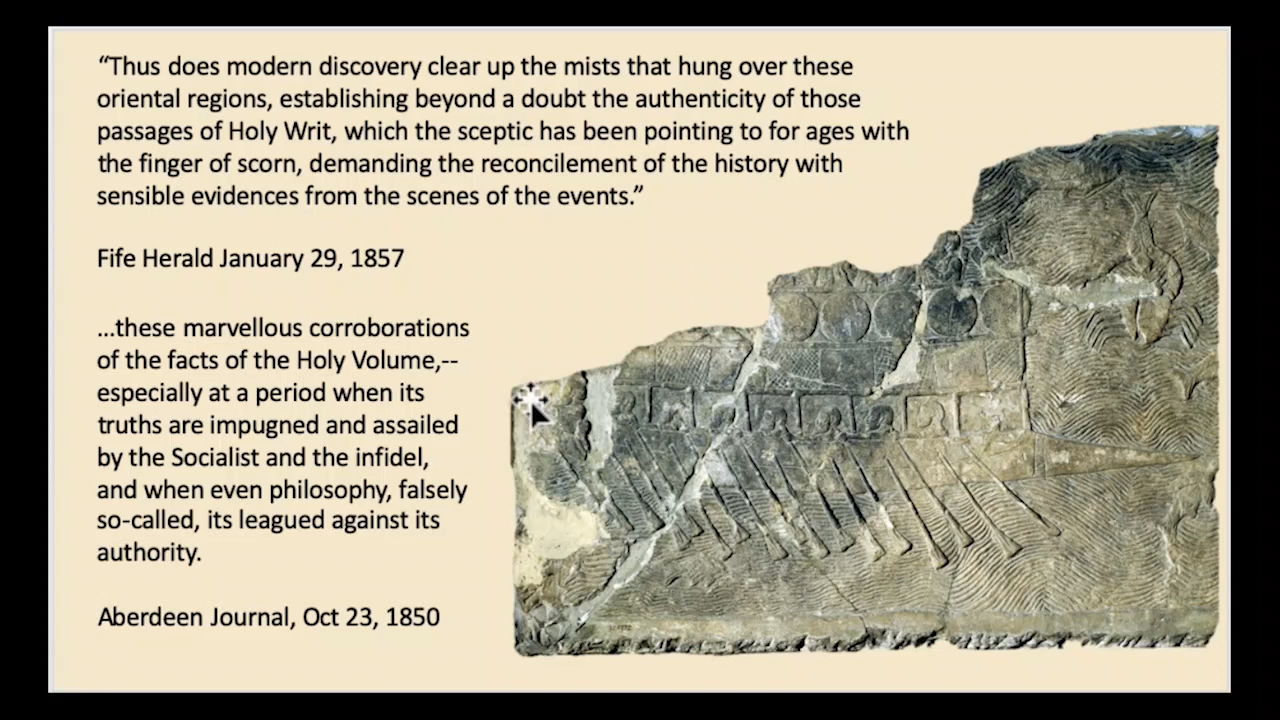 “Thus does modern discovery clear up the mists that hung over these
oriental regions, establishing beyond a doubt the authenticity of those
passages of Holy Writ, which the sceptic has been pointing to for ages with
the finger of scorn, demanding the reconcilement of the history with
sensible evidences from the scenes of the events.”
Fife Herald January 29, 1857
...these marvellous corroborations
of the facts of the Holy Volume,--
especially at a period when its
truths are impugned and assailed
by the Socialist and the infidel,
and when even philosophy, falsely
so-called, its leagued against its
authority.
Aberdeen Journal, Oct 23, 1850